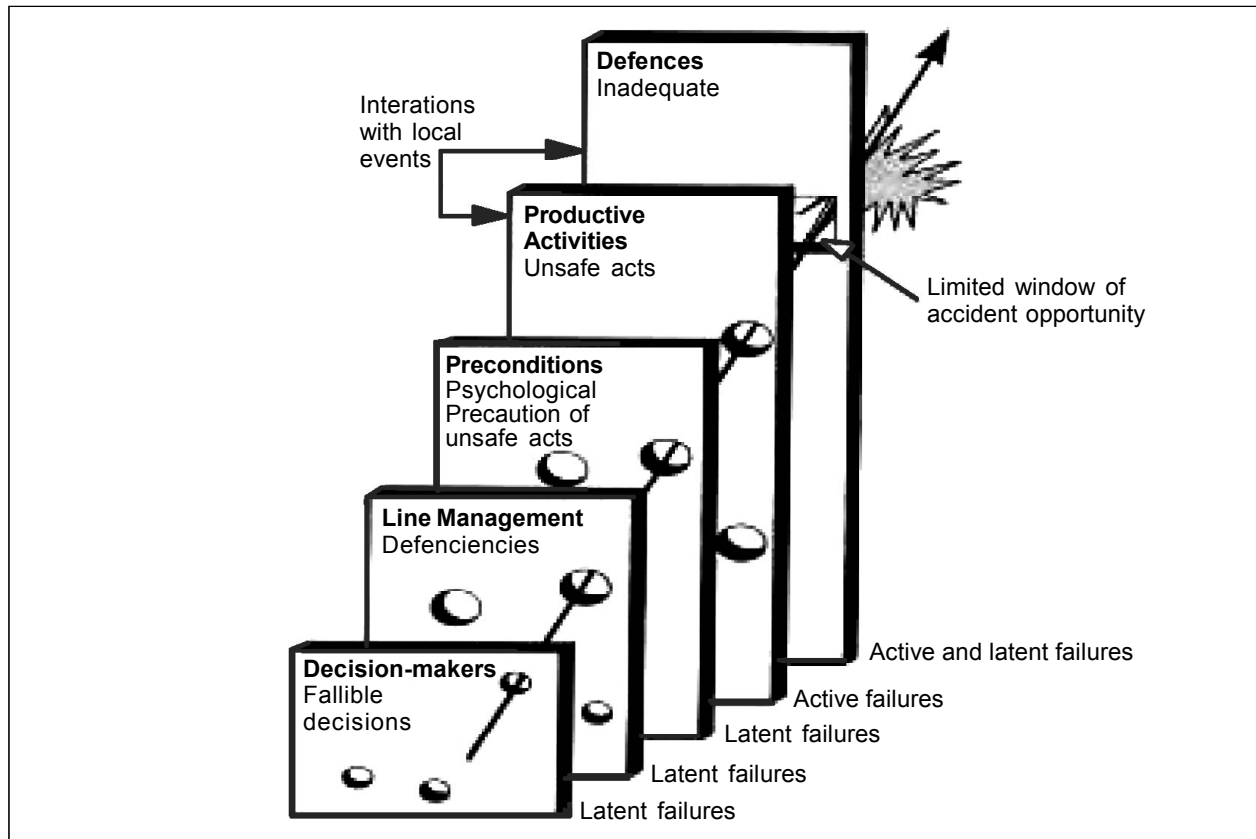 Defences
Inadequate
Interations
with local
events
Productive
Activities
Unsafe acts
Limited window of
accident opportunity
Preconditions
Psychological
Precaution of
unsafe acts
Line Management
Defenciencies
Decision-makers
Fallible
decisions
Active and latent failures
Active failures
Latent failures
Latent failures
Latent failures